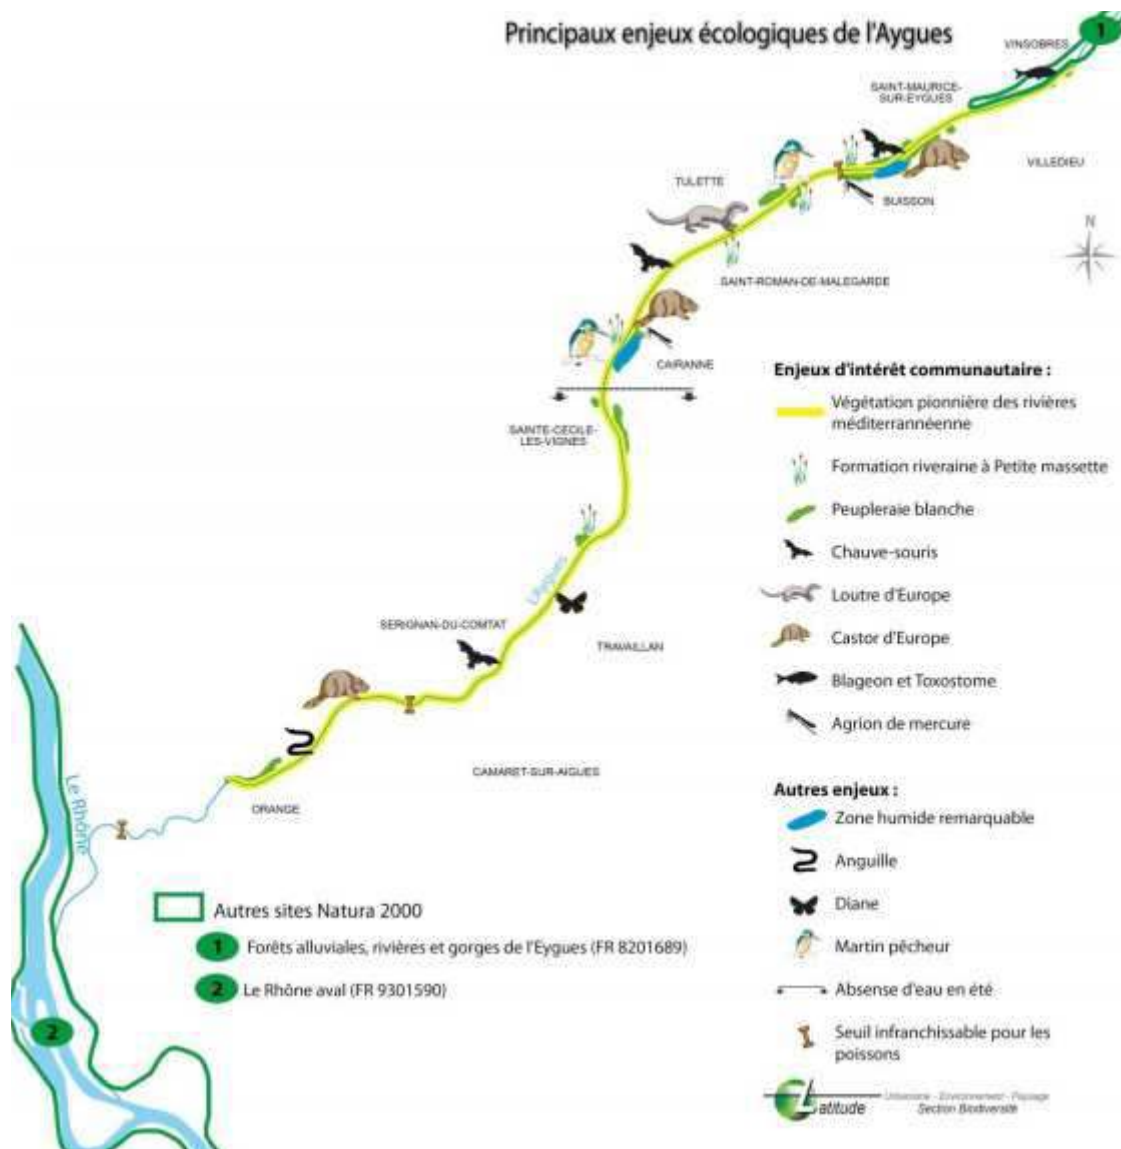 Principaux enjeux écologiques de l'Aygues
1
VINSOBRES
SAINT-MAURICE-
SUR-EYGUES
VILLEDIEU
TULETTE
BUISSON
N
SAINT-ROMAN-DE-MALEGARDE
CAIRANNE
SAINTE-CECILE-
LES-VIGNES
L'Aygues
SERIGNAN-DU-COMTAT
TRAVAILLAN
CAMARET-SUR-AIGUES
ORANGE
Le Rhône
2
Enjeux d'intérêt communautaire :
Végétation pionnière des rivières
méditerrannéenne
Formation riveraine à Petite massette
Peupleraie blanche
Chauve-souris
Loutre d'Europe
Castor d'Europe
Blageon et Toxostome
Agrion de mercure
Autres enjeux :
Zone humide remarquable
Anguille
Diane
Martin pêcheur
Absense d'eau en été
Seuil infranchissable pour les
poissons
Autres sites Natura 2000
1 Forêts alluviales, rivières et gorges de l'Eygues (FR 8201689)
2 Le Rhône aval (FR 9301590)
Latitude
Urbanisme - Environnement - Paysage
Section Biodiversité